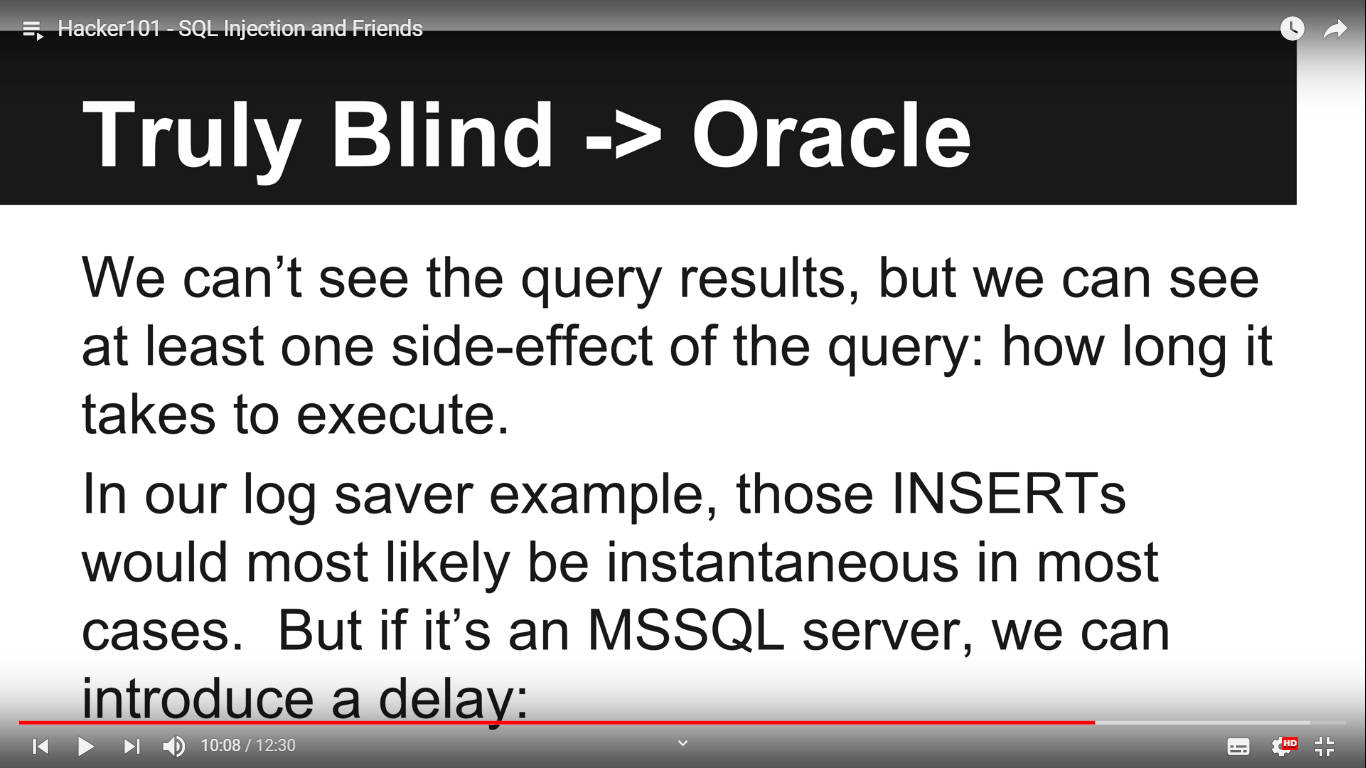 Hacker101 - SQL Injection and Friends
Truly Blind -> Oracle
We can’t see the query results, but we can see
at least one side-effect of the query: how long it
takes to execute.
In our log saver example, those INSERTs
would most likely be instantaneous in most
cases.  But if it’s an MSSQL server, we can
introduce a delay:
10:08 / 12:30
HD